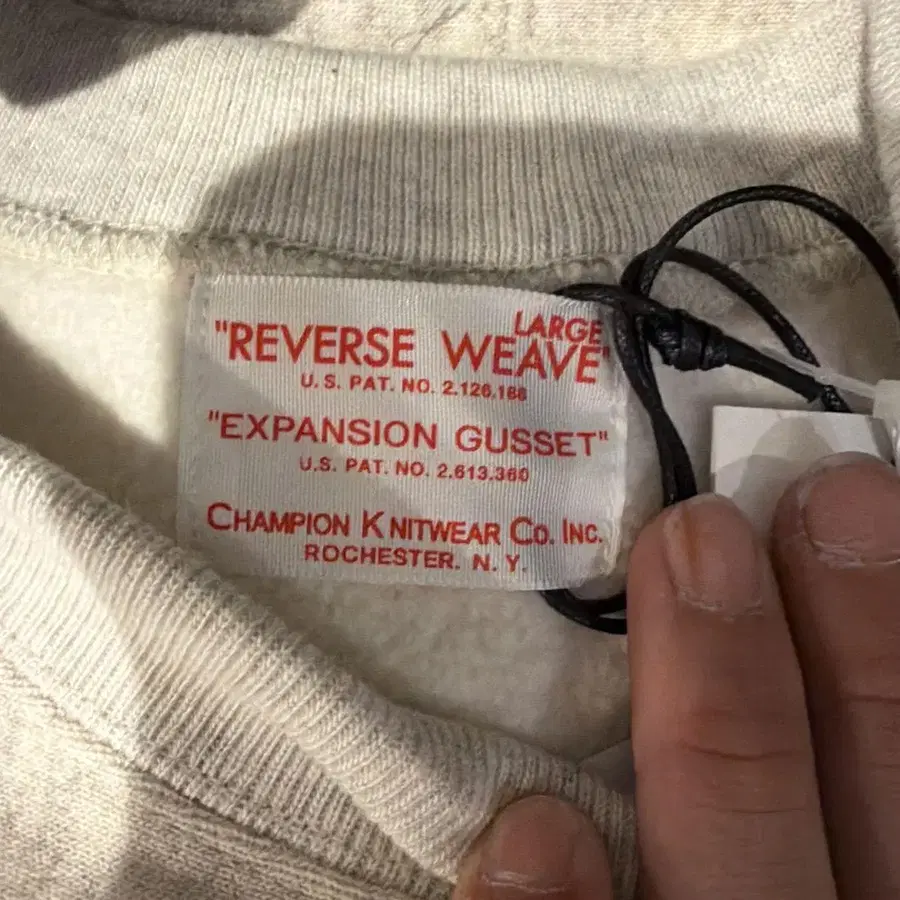 LARGE
"REVERSE WEAVE"
U.S. PAT. NO. 2.126.186
"EXPANSION GUSSET"
U.S. PAT. NO. 2.613.360
CHAMPION KNITWEAR CO. INC.
ROCHESTER. N. Y.